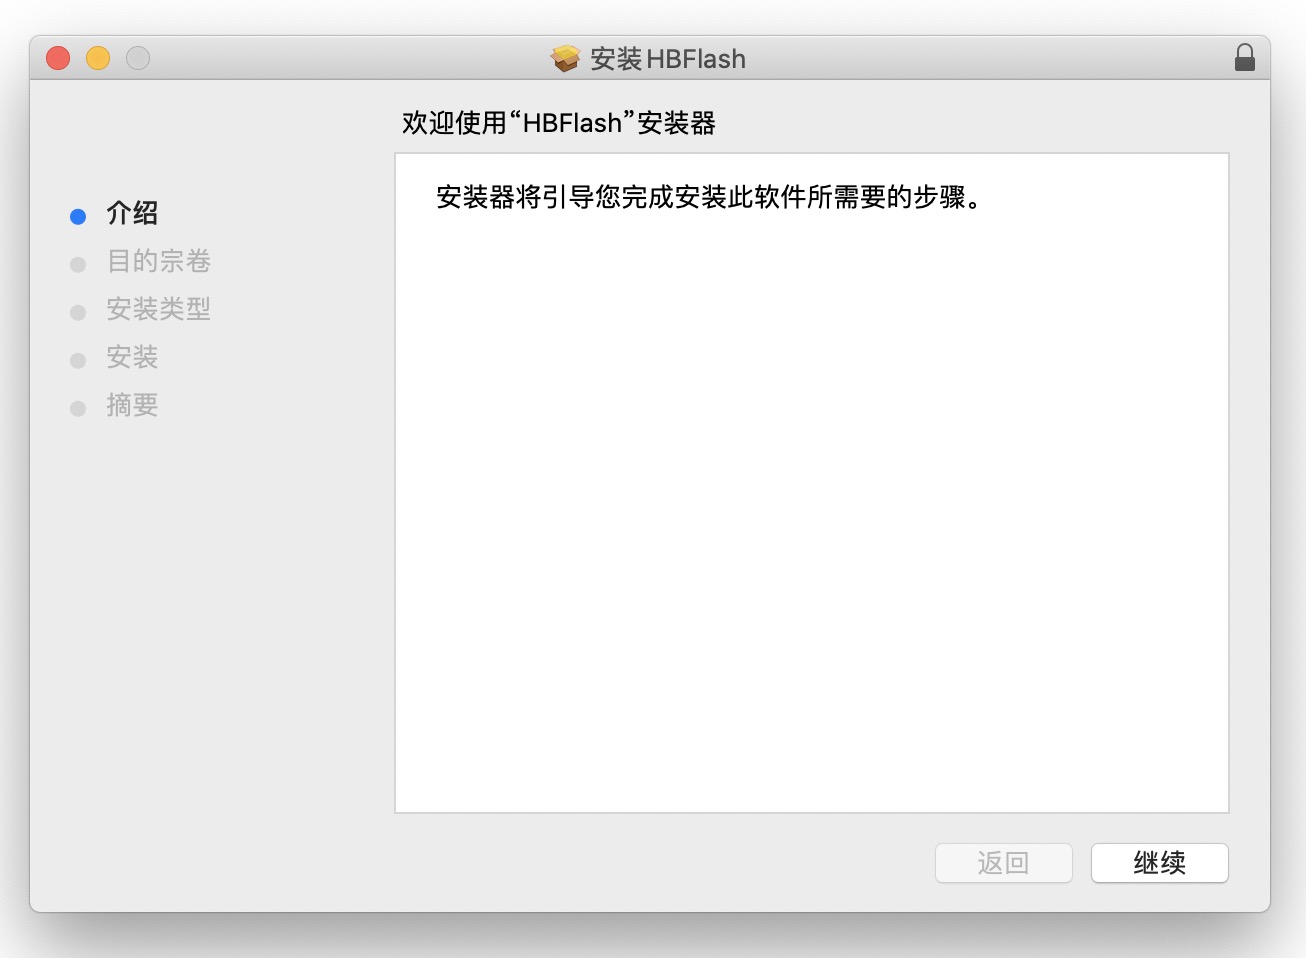 安装 HBFlash
欢迎使用“HBFlash”安装器
安装器将引导您完成安装此软件所需要的步骤。
介绍
目的宗卷
安装类型
安装
摘要
返回
继续